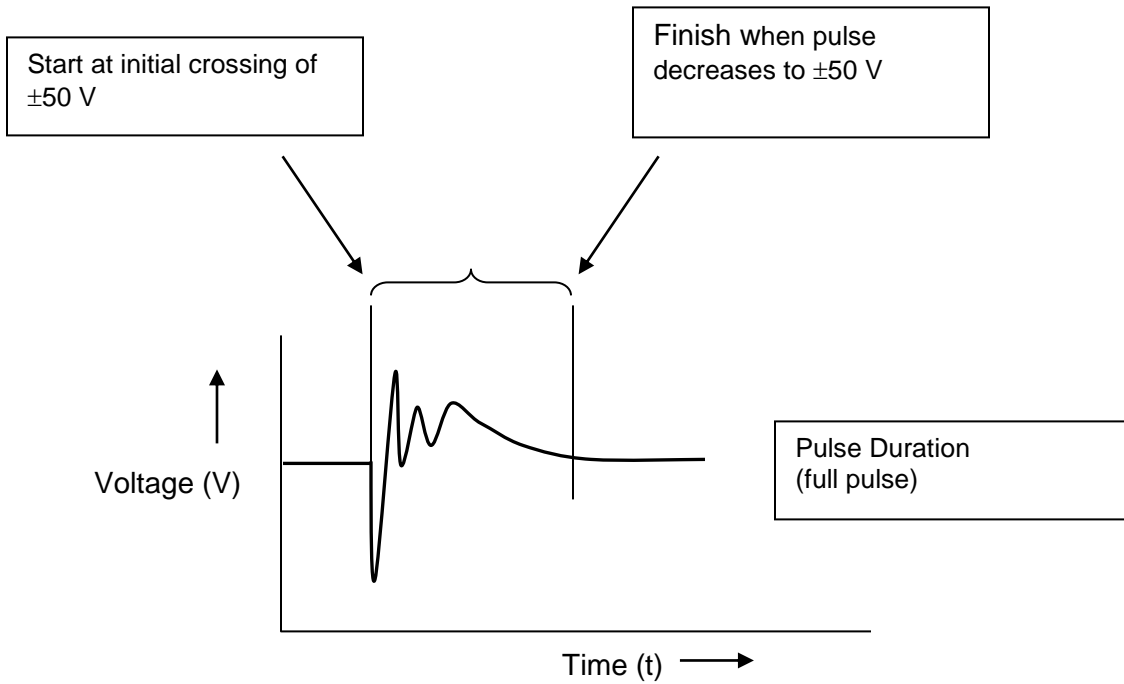 Start at initial crossing of
±50 V
Finish when pulse
decreases to ±50 V
Voltage (V)
Pulse Duration
(full pulse)
Time (t)